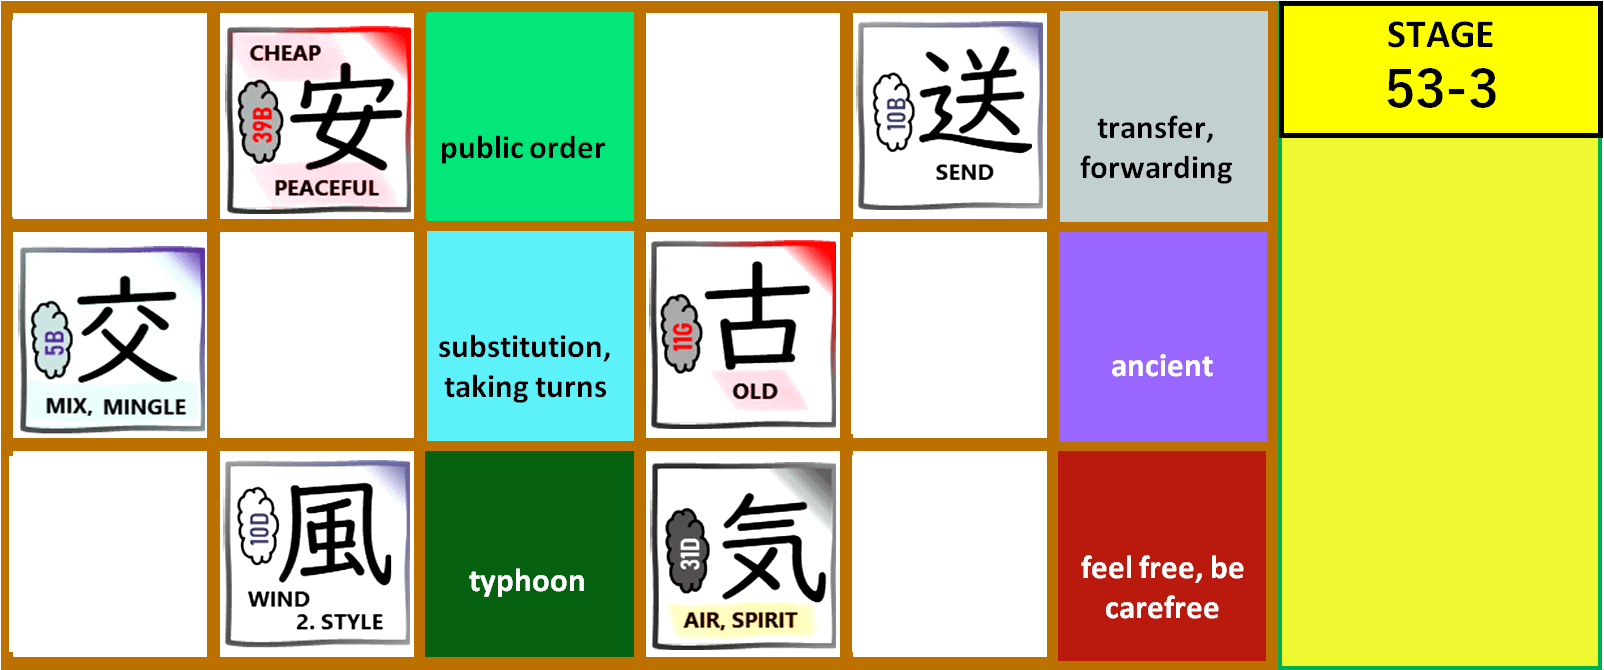 CHEAP
39B
安
PEACEFUL
public order
10B
送
SEND
transfer,
forwarding
STAGE
53-3
5B
交
MIX, MINGLE
substitution,
taking turns
11G
古
OLD
ancient
10D
風
WIND
2. STYLE
typhoon
31D
気
AIR, SPIRIT
feel free, be
carefree